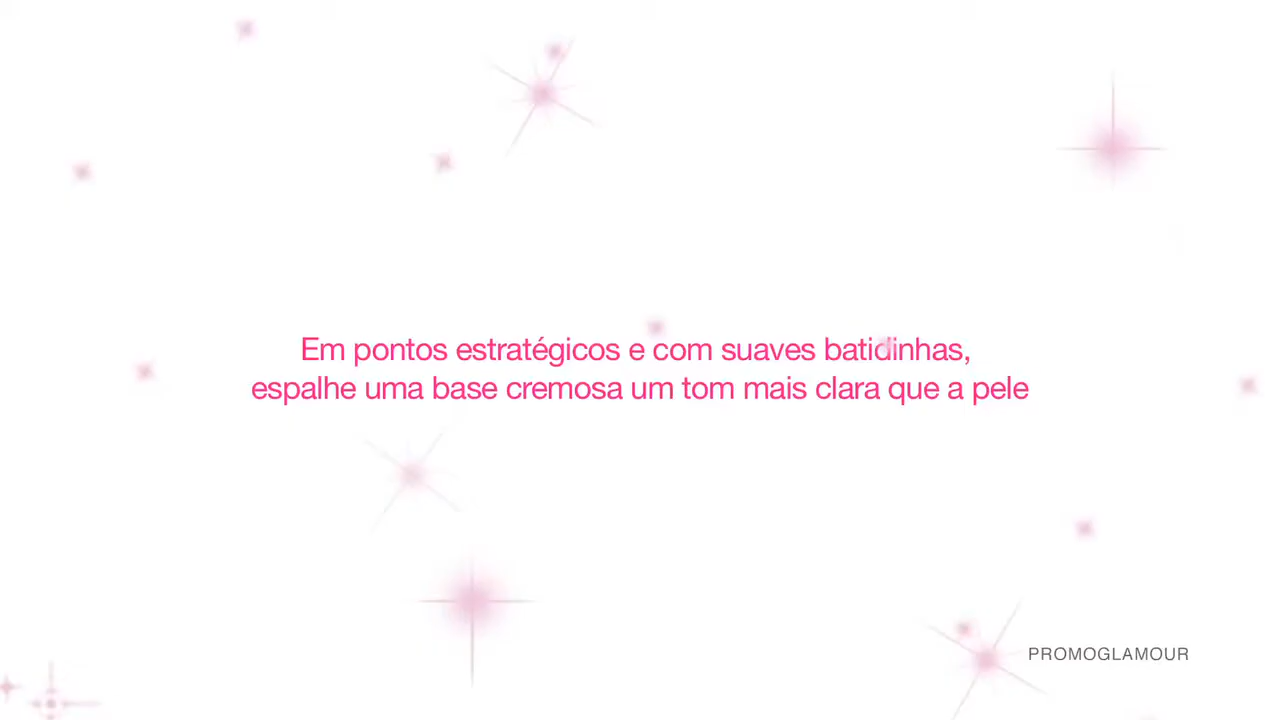 Em pontos estratégicos e com suaves batidinhas,
espalhe uma base cremosa um tom mais clara que a pele
PROMOGLAMOUR